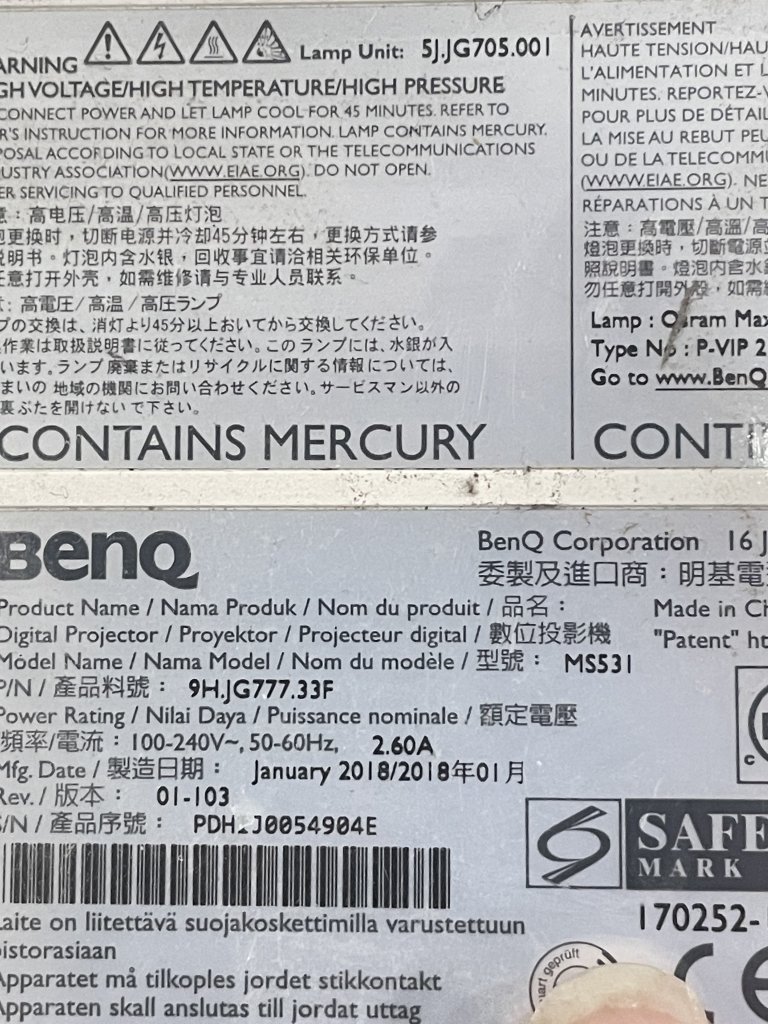 WARNING Lamp Unit: 5J.JG705.001
HIGH VOLTAGE/HIGH TEMPERATURE/HIGH PRESSURE
CONNECT POWER AND LET LAMP COOL FOR 45 MINUTES. REFER TO
R'S INSTRUCTION FOR MORE INFORMATION. LAMP CONTAINS MERCURY.
POSAL ACCORDING TO LOCAL STATE OR THE TELECOMMUNICATIONS
USTRY ASSOCIATION(WWW.EIAE.ORG). DO NOT OPEN.
ER SERVICING TO QUALIFIED PERSONNEL.
意：高电压/高温/高压灯泡
泡更换时，切断电源并冷却45分钟左右，更换方式请参
说明书。灯泡内含水银，回收事宜请洽相关环保单位。
任意打开外壳，如需维修请与专业人员联系。
意: 高電圧/高温/高圧ランプ
プの交換は、消灯より45分以上おいてから交換してください。
作業は取扱説明書に従ってください。このランプには、水銀が入
います。ランプ廃棄またはリサイクルに関する情報については、
まいの 地域の機関にお問い合わせください。サービスマン以外の
裏ぶたを開けないで下さい。
CONTAINS MERCURY
AVERTISSEMENT
HAUTE TENSION/HAU
L'ALIMENTATION ET L
MINUTES. REPORTEZ-V
POUR PLUS DE DÉTAIL
LA MISE AU REBUT PEU
OU DE LA TELECOMMU
(WWW.EIAE.ORG). NE
RÉPARATIONS À UN T
注意：高電壓/高溫/高
燈泡更換時，切斷電源並
照說明書。燈泡內含水銀
勿任意打開外殼，如需維
Lamp : Osram Max
Type No : P-VIP 2
Go to www.BenQ
CONTI
BenQ
BenQ Corporation 16 J
委製及進口商：明基電
Product Name / Nama Produk / Nom du produit / 品名：
Made in Ch
Digital Projector / Proyektor / Projecteur digital / 數位投影機
"Patent" ht
Model Name / Nama Model / Nom du modèle / 型號： MS531
P/N / 產品料號： 9H.JG777.33F
Power Rating / Nilai Daya / Puissance nominale / 額定電壓
頻率/電流：100-240V~, 50-60Hz, 2.60A
Mfg. Date / 製造日期： January 2018/2018年01月
Rev. / 版本： 01-103
S/N / 產品序號：
SAFE
MARK
170252-
Laite on liitettävä suojakoskettimilla varustettuun
pistorasiaan
Apparatet må tilkoples jordet stikkontakt
Apparaten skall anslutas till jordat uttag
geprüft
CE